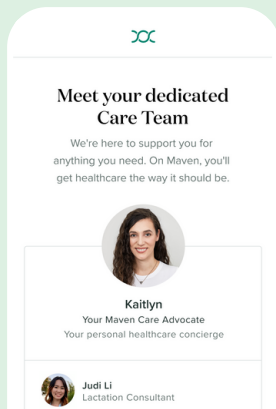 Meet your dedicated
Care Team
We're here to support you for
anything you need. On Maven, you'll
get healthcare the way it should be.
Kaitlyn
Your Maven Care Advocate
Your personal healthcare concierge
Judi Li
Lactation Consultant